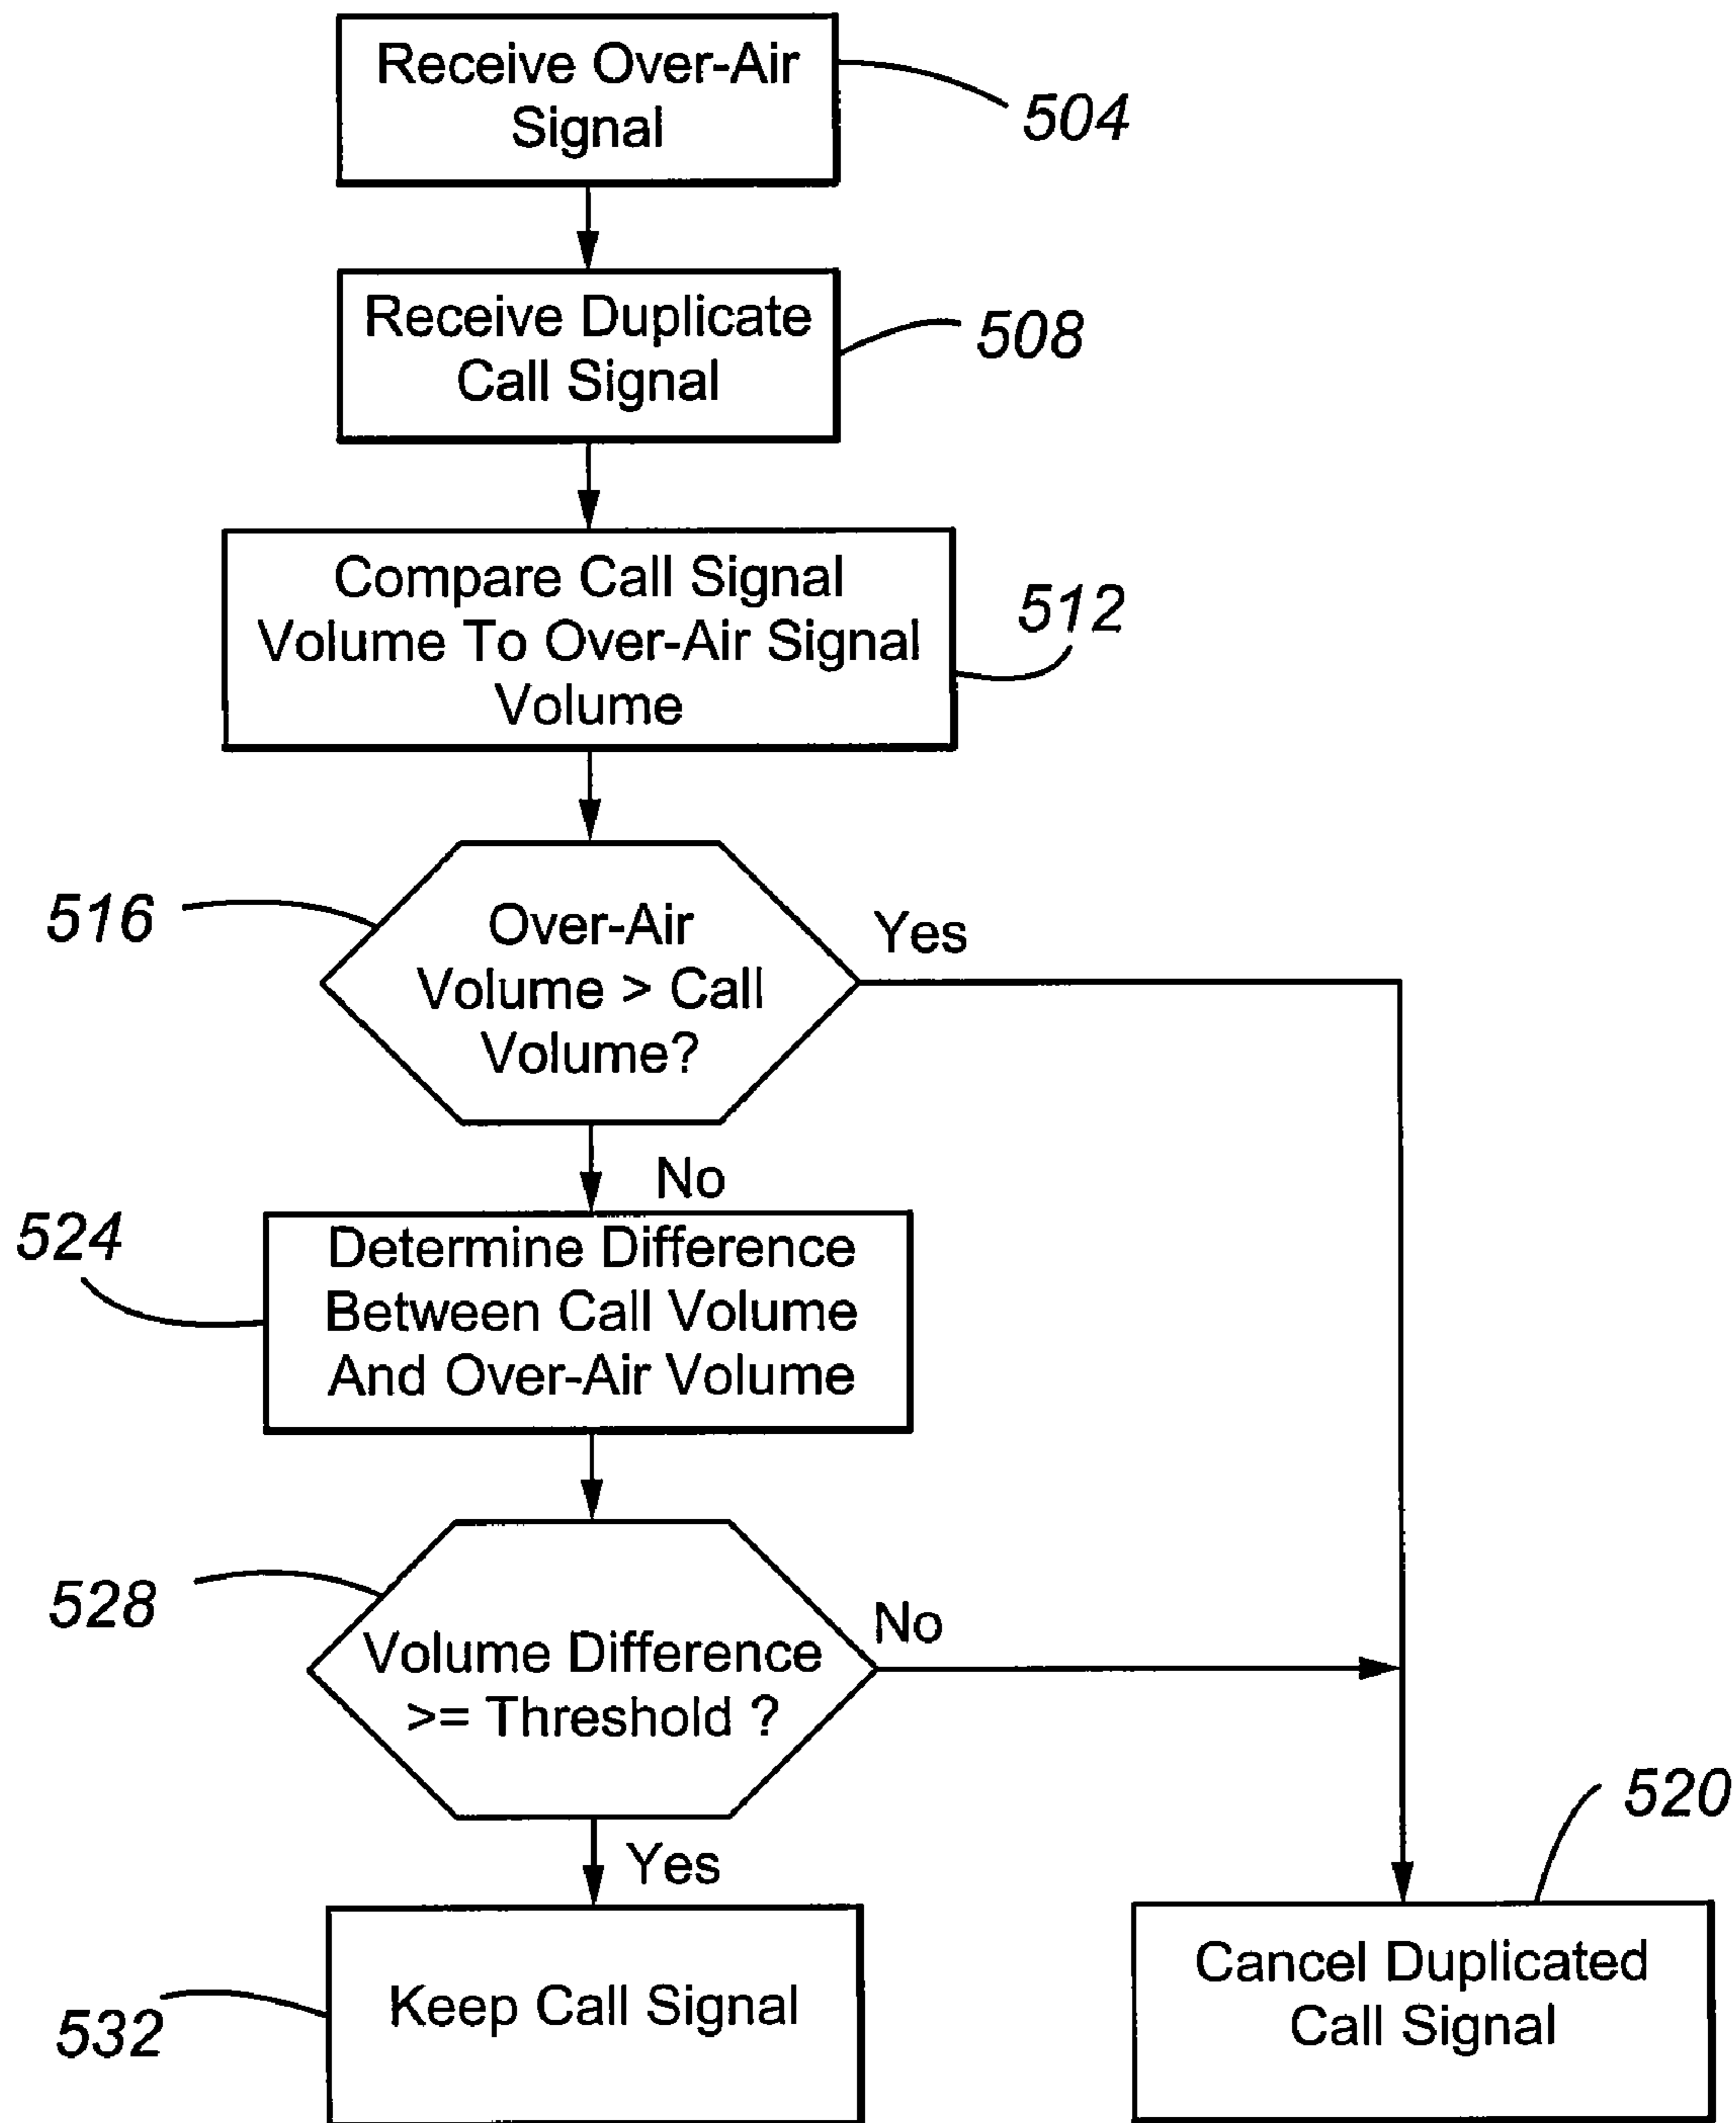 Receive Over-Air
Signal
504
Receive Duplicate
Call Signal
508
Compare Call Signal
Volume To Over-Air Signal
Volume
512
516
Over-Air
Volume > Call
Volume?
Yes
No
524
Determine Difference
Between Call Volume
And Over-Air Volume
528
Volume Difference
>= Threshold ?
No
Yes
520
532
Keep Call Signal
Cancel Duplicated
Call Signal